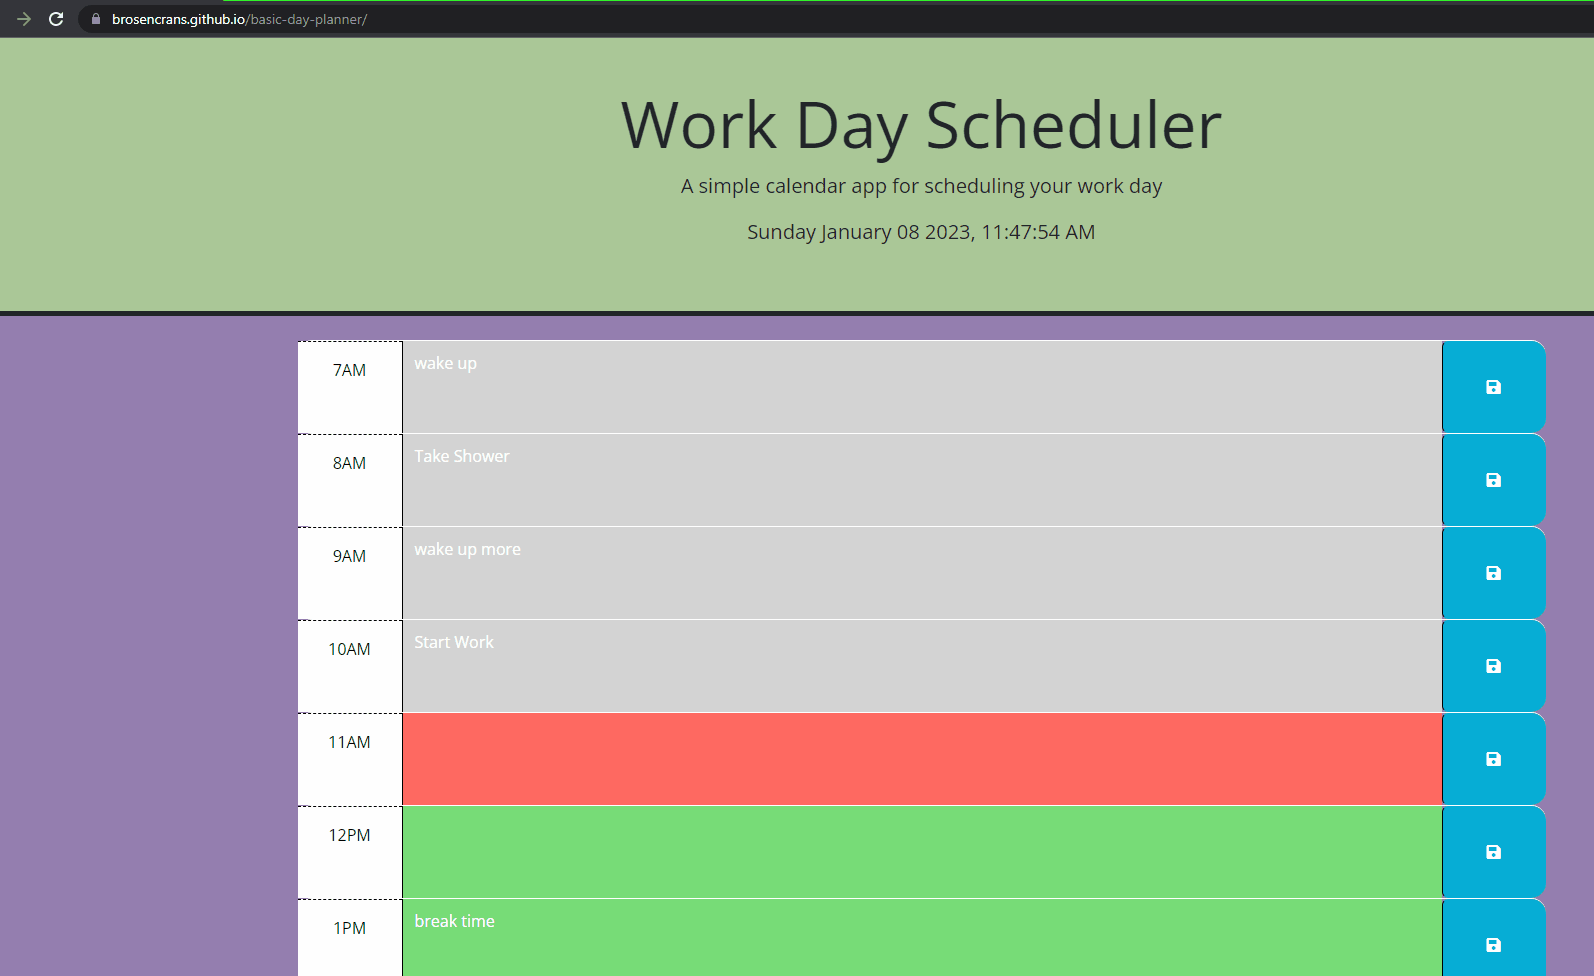 brosencrans.github.io/basic-day-planner/
Work Day Scheduler
A simple calendar app for scheduling your work day
Sunday January 08 2023, 11:47:54 AM
7AM
wake up
8AM
Take Shower
9AM
wake up more
10AM
Start Work
11AM
12PM
1PM
break time